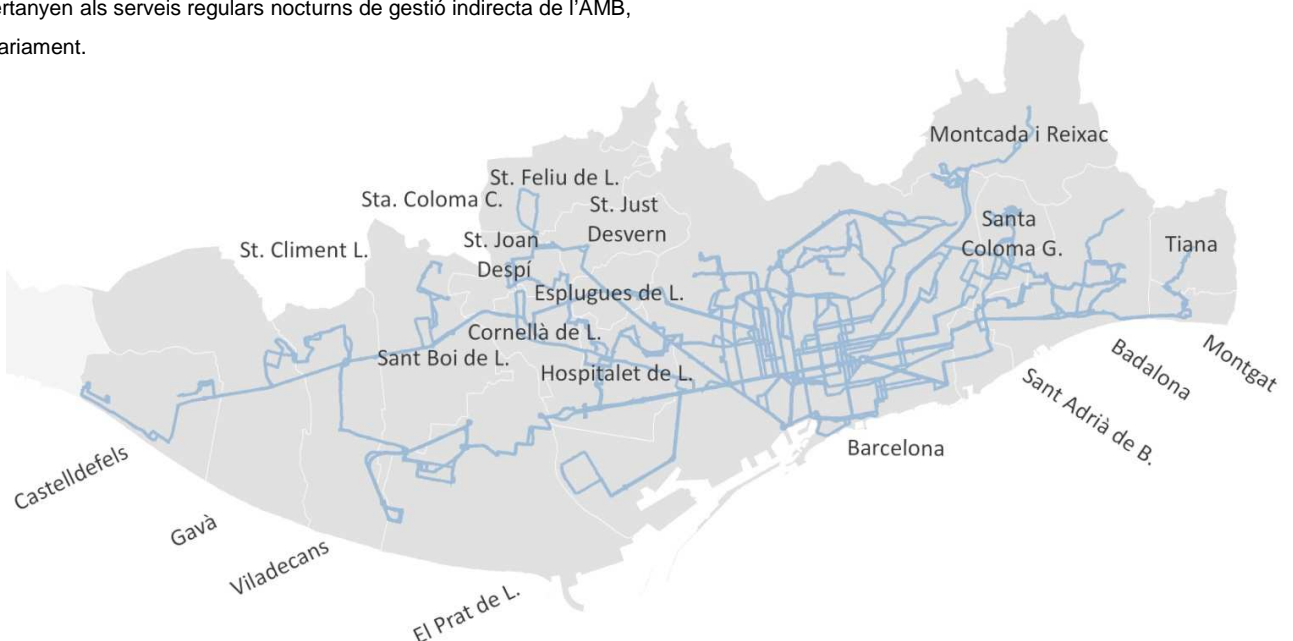 ertanyen als serveis regulars nocturns de gestió indirecta de l'AMB,
ariament.
Montcada i Reixac
St. Feliu de L.
Sta. Coloma C.
St. Just
Desvern
Santa
Coloma G.
St. Joan
Despí
Tiana
St. Climent L.
Esplugues de L.
Cornellà de L.
Sant Boi de L.
Hospitalet de L.
Montgat
Badalona
Sant Adrià de B.
Barcelona
Castelldefels
Gavà
Viladecans
El Prat de L.